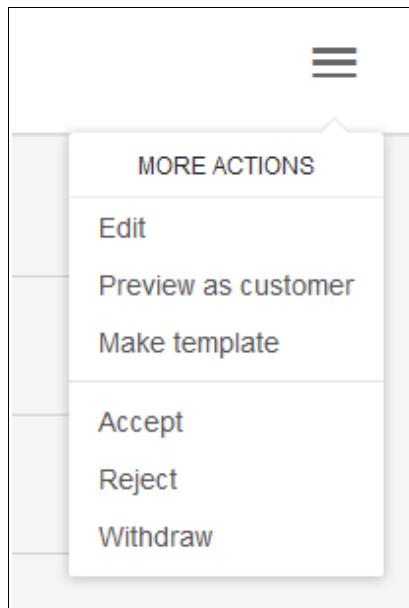 MORE ACTIONS
Edit
Preview as customer
Make template
Accept
Reject
Withdraw